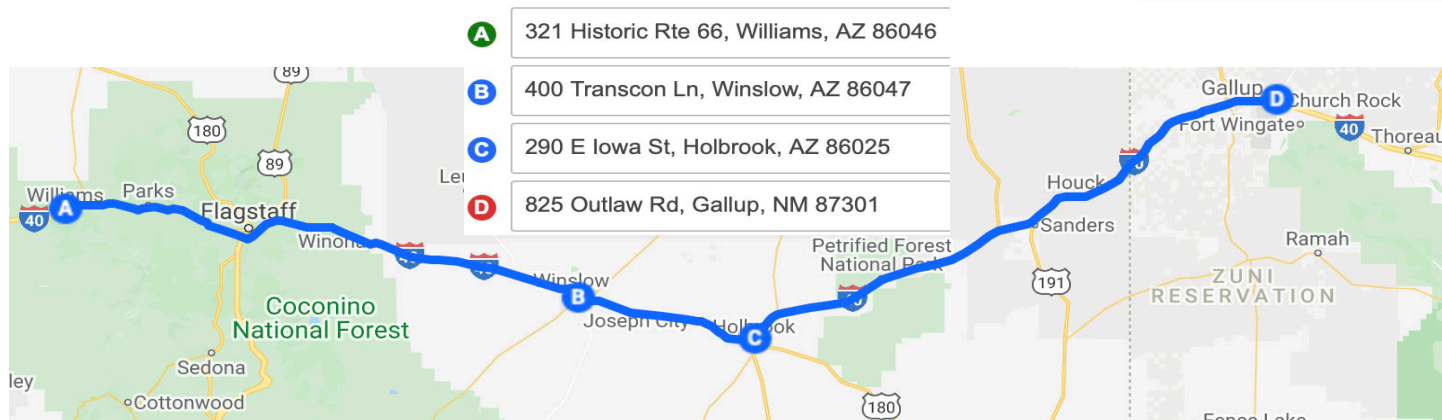 A 321 Historic Rte 66, Williams, AZ 86046
B 400 Transcon Ln, Winslow, AZ 86047
C 290 E Iowa St, Holbrook, AZ 86025
D 825 Outlaw Rd, Gallup, NM 87301
89
180
89
Williams
Parks
A
40
Flagstaff
Winona
40
40
Winslow
B
Joseph City
Holbrook
C
Coconino
National Forest
Sedona
Cottonwood
180
Petrified Forest
National Park
40
Sanders
Houck
191
40
Gallup
D
Church Rock
Fort Wingate
40
Thoreau
Ramah
ZUNI
RESERVATION
Fence Lake